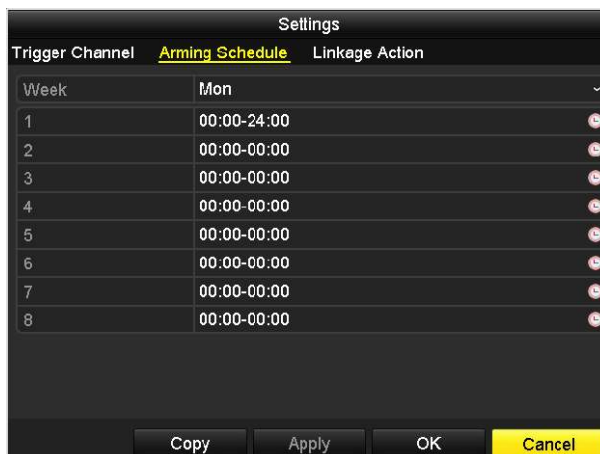 Settings
Trigger Channel Arming Schedule Linkage Action
Week Mon
1 00:00-24:00
2 00:00-00:00
3 00:00-00:00
4 00:00-00:00
5 00:00-00:00
6 00:00-00:00
7 00:00-00:00
8 00:00-00:00
Copy Apply OK Cancel